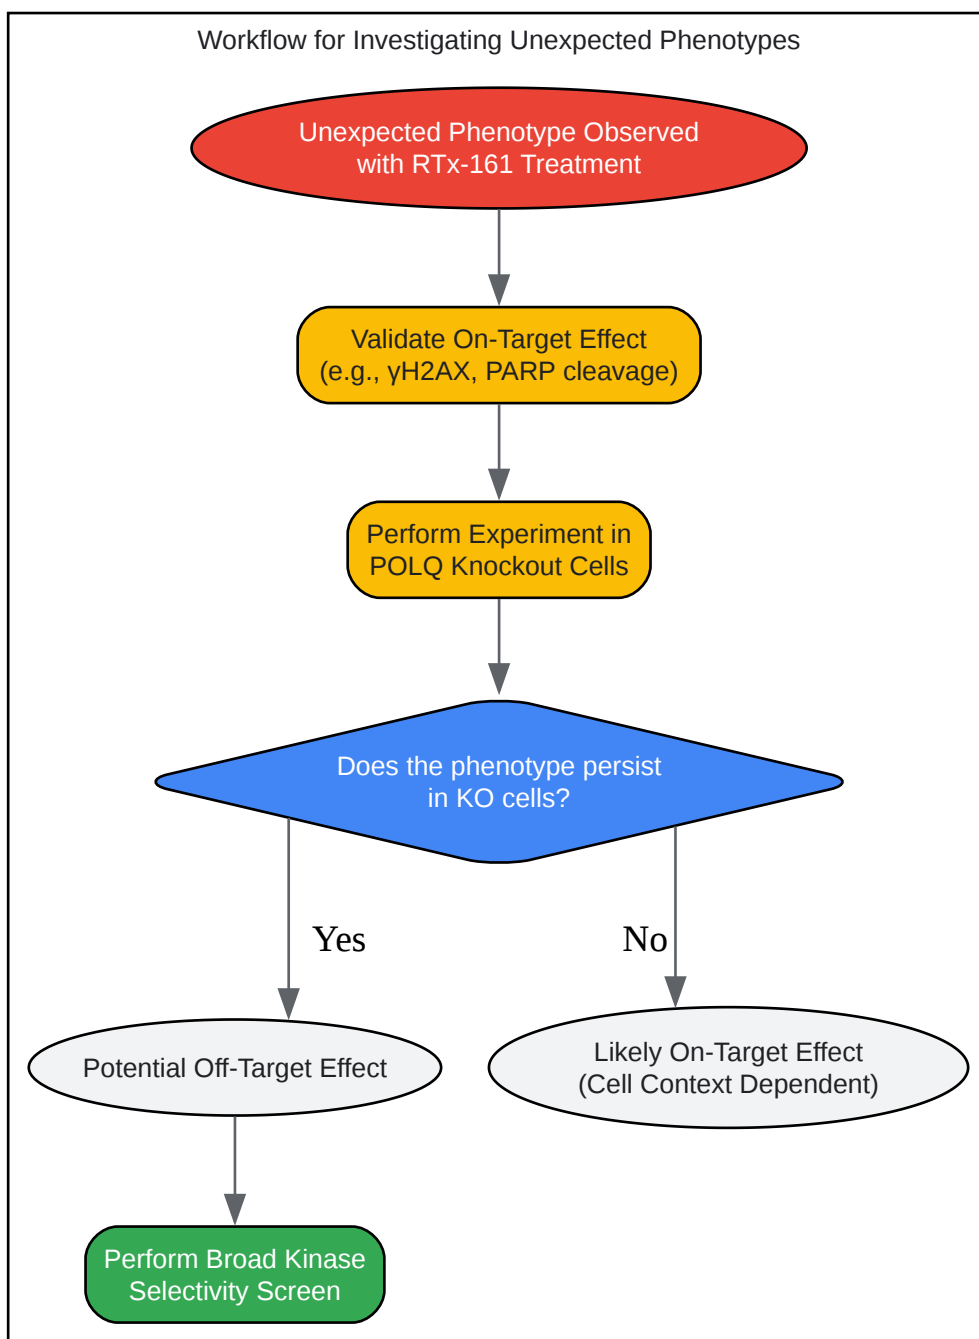 Workflow for Investigating Unexpected Phenotypes
Unexpected Phenotype Observed
with RTx-161 Treatment
Validate On-Target Effect
(e.g., γH2AX, PARP cleavage)
Perform Experiment in
POLQ Knockout Cells
Does the phenotype persist
in KO cells?
Yes
No
Potential Off-Target Effect
Likely On-Target Effect
(Cell Context Dependent)
Perform Broad Kinase
Selectivity Screen